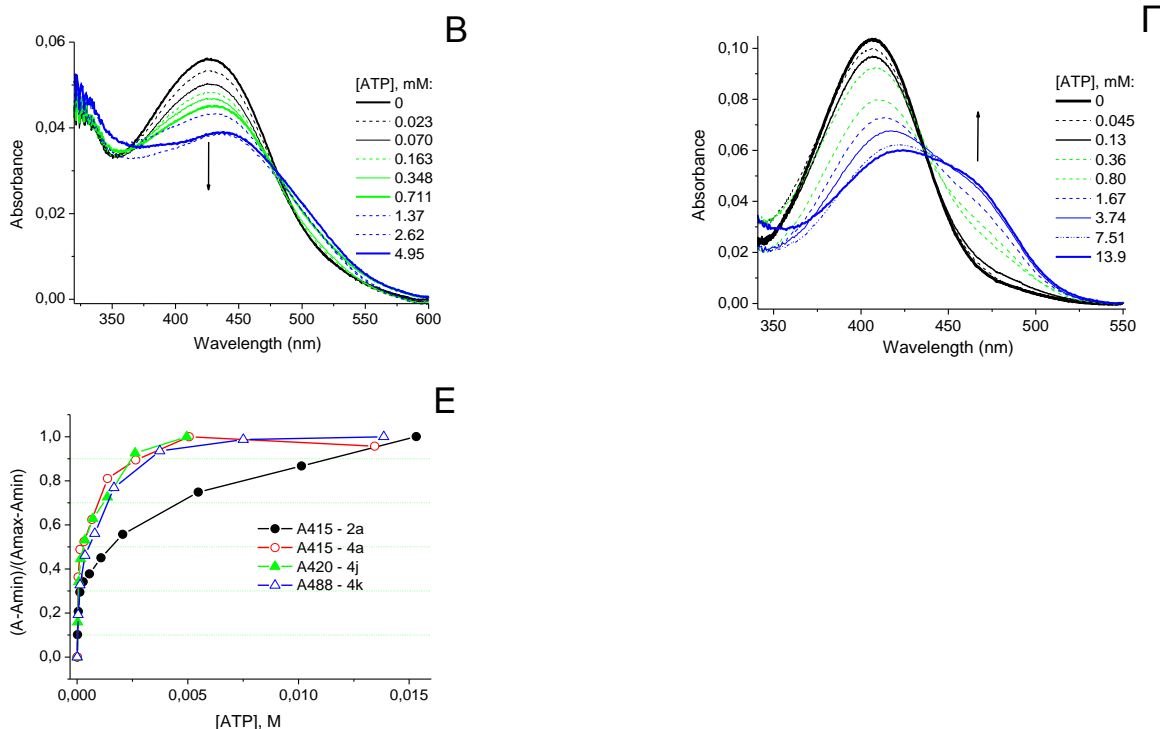 В
0,06
0,04
0,02
0,00
Absorbance
350 400 450 500 550 600
Wavelength (nm)
[ATP], mM:
0
0.023
0.070
0.163
0.348
0.711
1.37
2.62
4.95
Г
0,10
0,08
0,06
0,04
0,02
0,00
Absorbance
350 400 450 500 550
Wavelength (nm)
[ATP], mM:
0
0.045
0.13
0.36
0.80
1.67
3.74
7.51
13.9
Е
1,0
0,8
0,6
0,4
0,2
0,0
(A-Amin)/(Amax-Amin)
0,000 0,005 0,010 0,015
[ATP], M
A415 - 2a
A415 - 4a
A420 - 4j
A488 - 4k